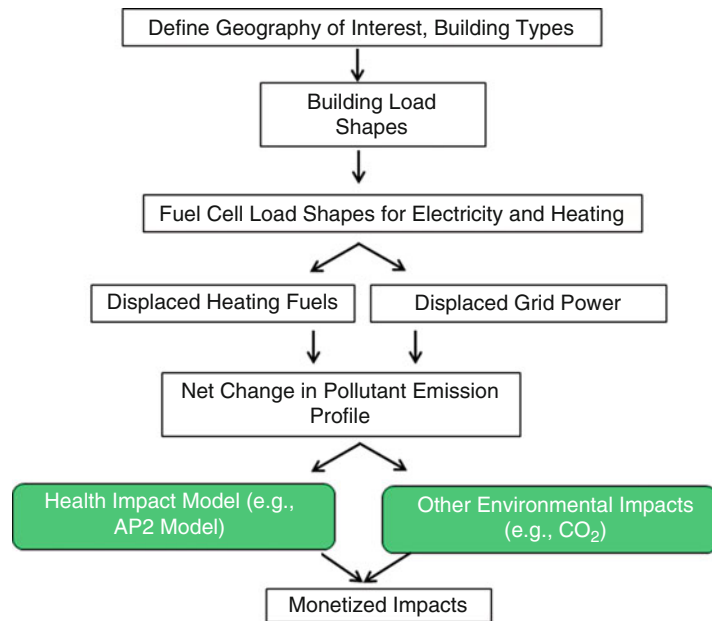 Define Geography of Interest, Building Types
Building Load
Shapes
Fuel Cell Load Shapes for Electricity and Heating
Displaced Heating Fuels
Displaced Grid Power
Net Change in Pollutant Emission
Profile
Health Impact Model (e.g.,
AP2 Model)
Other Environmental Impacts
(e.g., CO₂)
Monetized Impacts